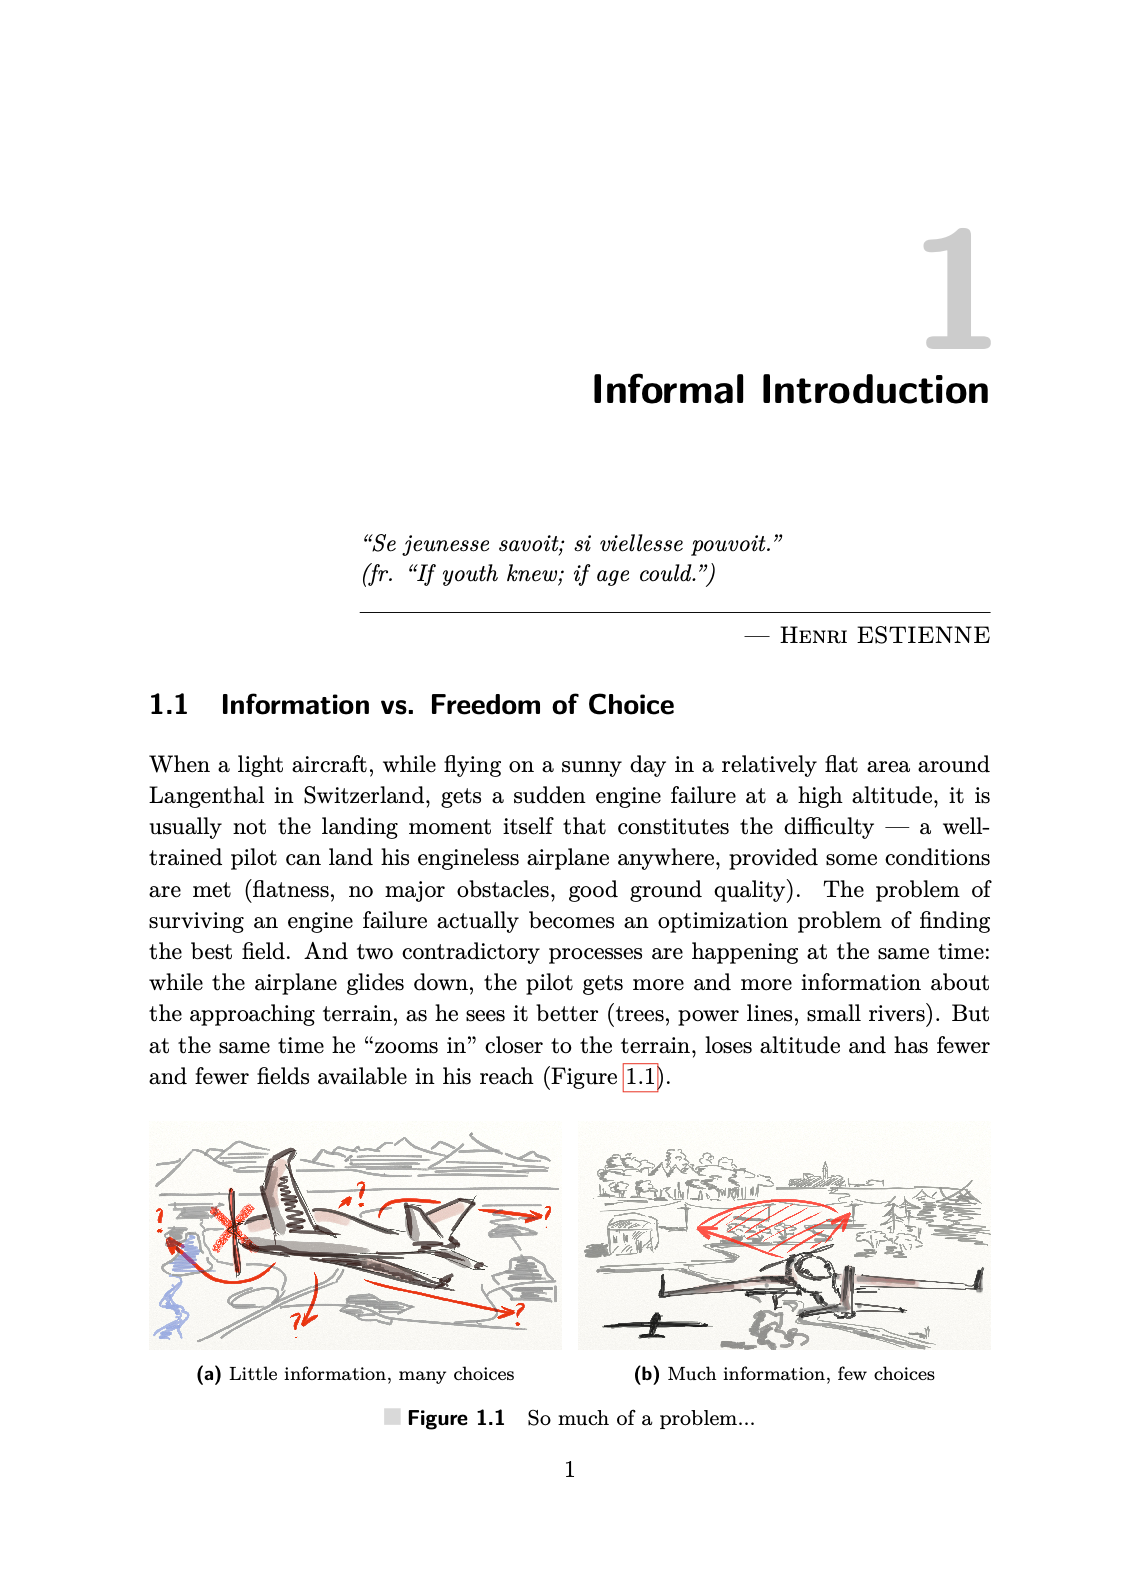 1
Informal Introduction
“Se jeunesse savoit; si viellesse pouvoit.”
(fr. “If youth knew; if age could.”)
— Henri ESTIENNE
1.1 Information vs. Freedom of Choice
When a light aircraft, while flying on a sunny day in a relatively flat area around
Langenthal in Switzerland, gets a sudden engine failure at a high altitude, it is
usually not the landing moment itself that constitutes the difficulty — a well-
trained pilot can land his engineless airplane anywhere, provided some conditions
are met (flatness, no major obstacles, good ground quality). The problem of
surviving an engine failure actually becomes an optimization problem of finding
the best field. And two contradictory processes are happening at the same time:
while the airplane glides down, the pilot gets more and more information about
the approaching terrain, as he sees it better (trees, power lines, small rivers). But
at the same time he “zooms in” closer to the terrain, loses altitude and has fewer
and fewer fields available in his reach (Figure 1.1).
?
?
?
?
?
(a) Little information, many choices
(b) Much information, few choices
Figure 1.1 So much of a problem...
1